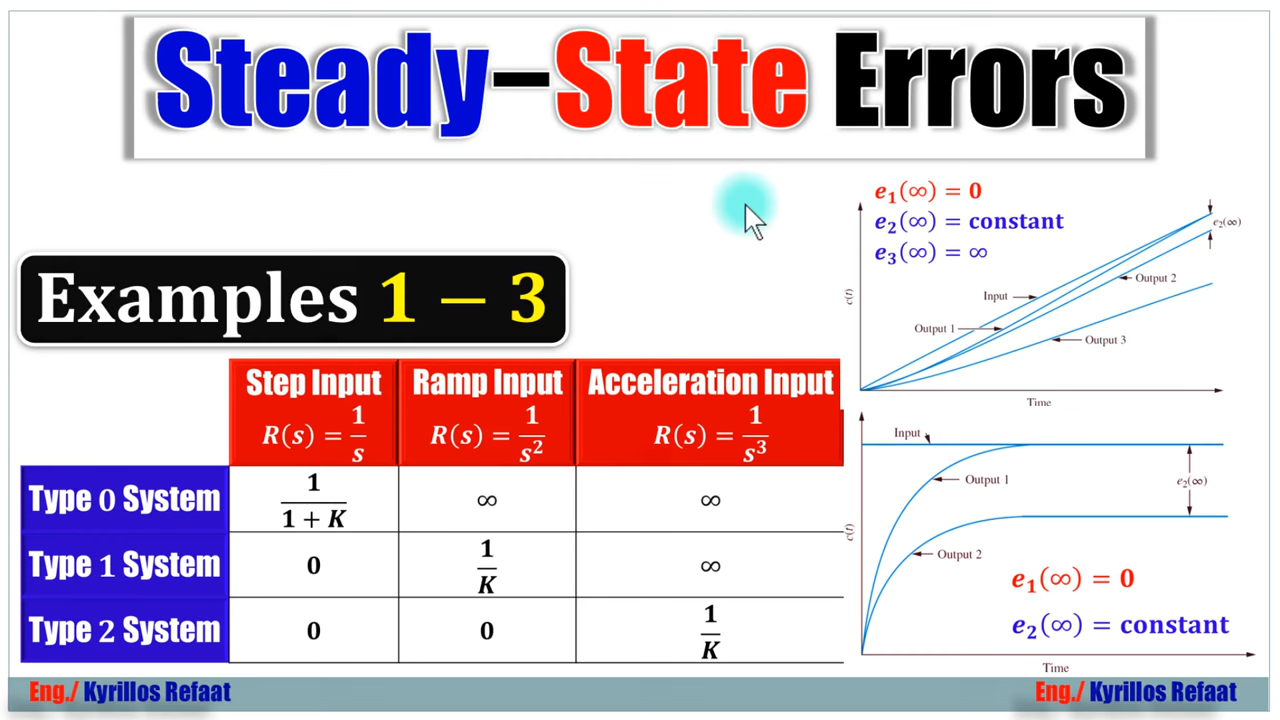 Steady–State Errors
Examples 1 – 3
e₁(∞) = 0
e₂(∞) = constant
e₃(∞) = ∞
e₂(∞)
Output 2
Input
Output 1
Output 3
c(t)
Time
Step Input Ramp Input Acceleration Input
R(s) = 1/s R(s) = 1/s² R(s) = 1/s³
Type 0 System 1/(1 + K) ∞ ∞
Type 1 System 0 1/K ∞
Type 2 System 0 0 1/K
Input
Output 1
e₂(∞)
c(t)
Output 2
e₁(∞) = 0
e₂(∞) = constant
Time
Eng./ Kyrillos Refaat
Eng./ Kyrillos Refaat